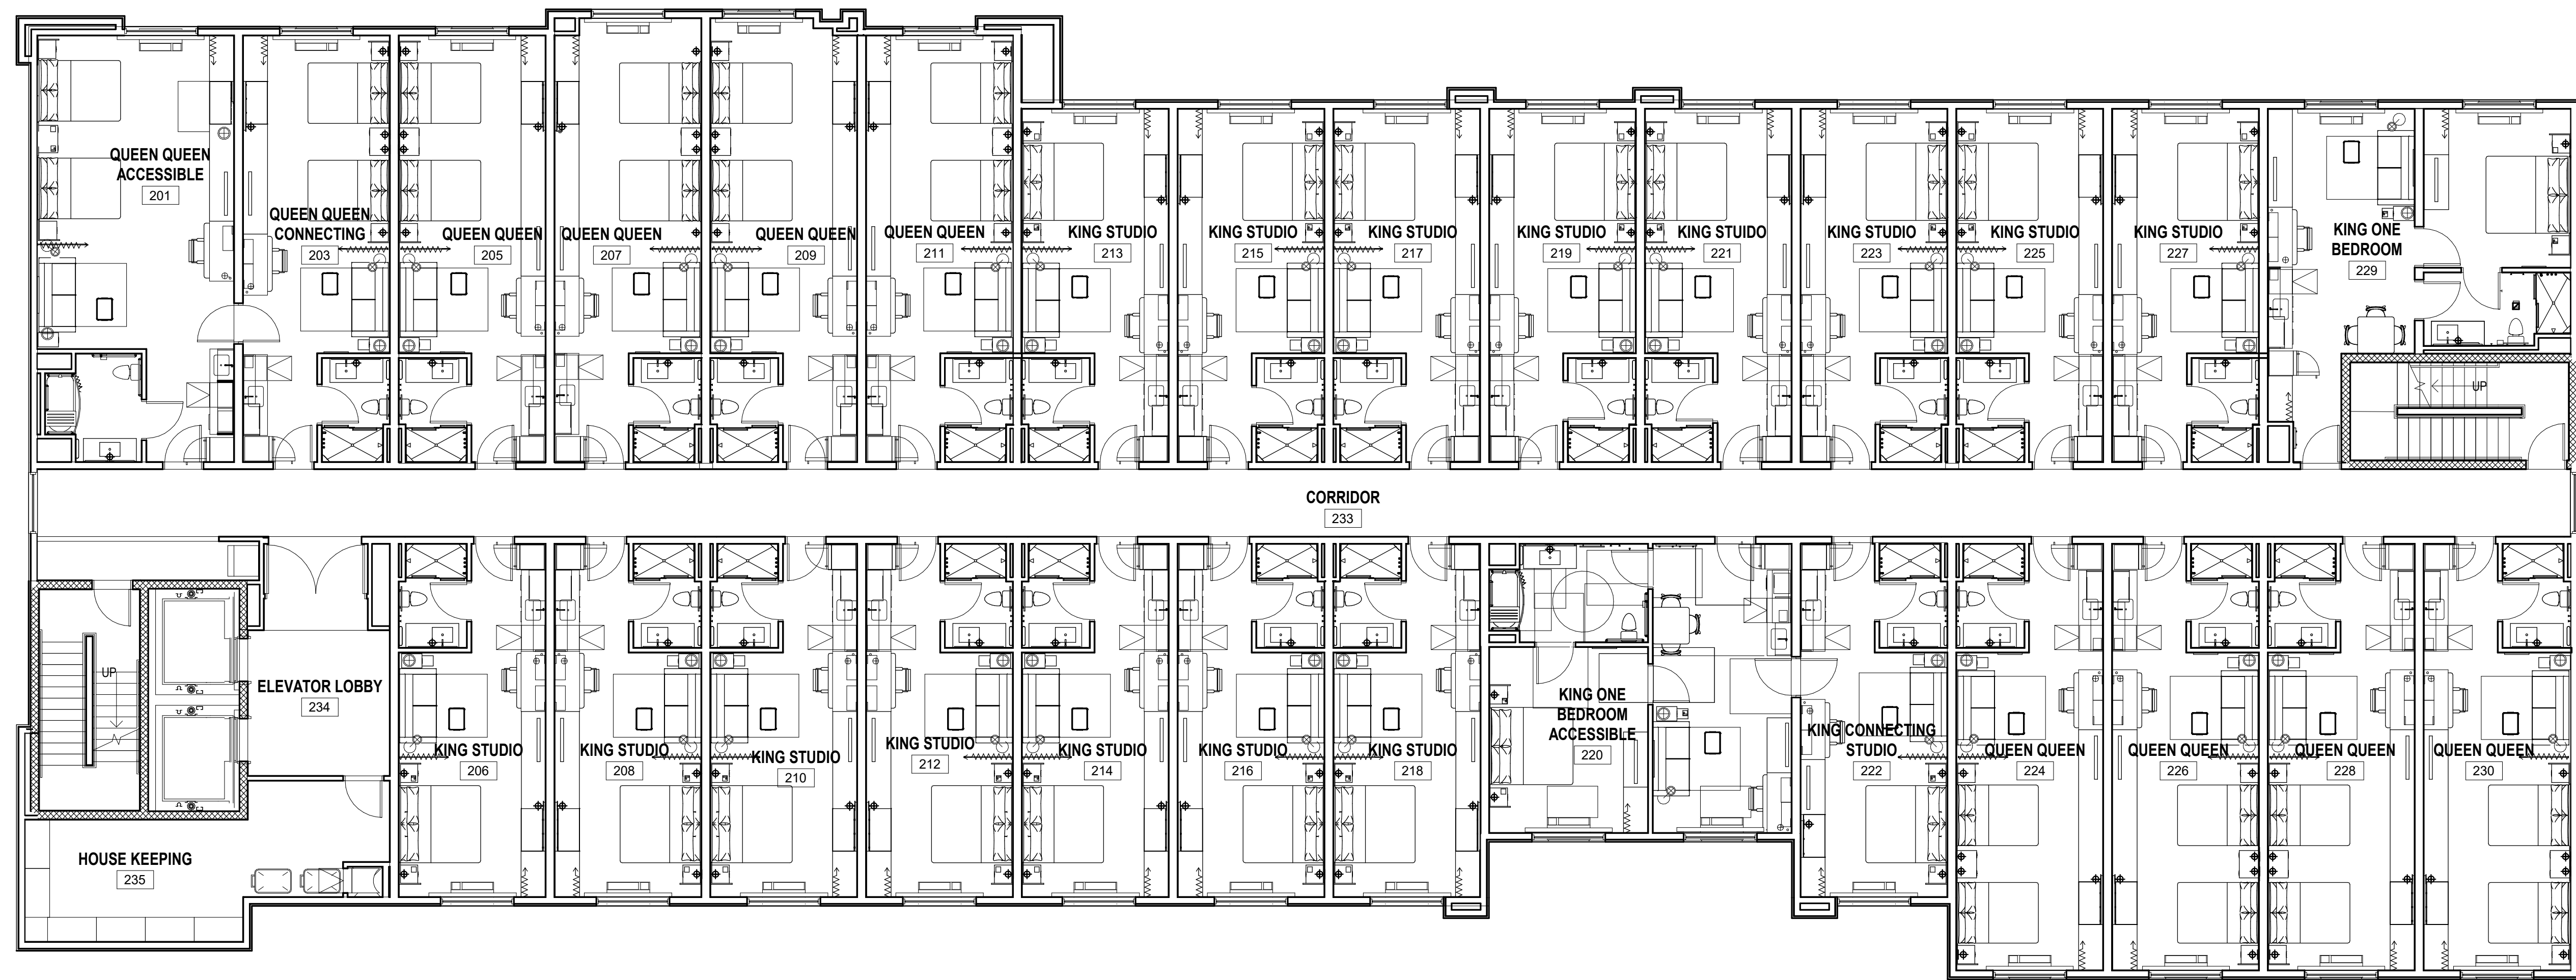 QUEEN QUEEN
ACCESSIBLE
201
QUEEN QUEEN
CONNECTING
203
QUEEN QUEEN
205
QUEEN QUEEN
207
QUEEN QUEEN
209
QUEEN QUEEN
211
KING STUDIO
213
KING STUDIO
215
KING STUDIO
217
KING STUDIO
219
KING STUIDO
221
KING STUDIO
223
KING STUDIO
225
KING STUDIO
227
KING ONE
BEDROOM
229
UP
CORRIDOR
233
UP
ELEVATOR LOBBY
234
HOUSE KEEPING
235
KING STUDIO
206
KING STUDIO
208
KING STUDIO
210
KING STUDIO
212
KING STUDIO
214
KING STUDIO
216
KING STUDIO
218
KING ONE
BEDROOM
ACCESSIBLE
220
KING CONNECTING
STUDIO
222
QUEEN QUEEN
224
QUEEN QUEEN
226
QUEEN QUEEN
228
QUEEN QUEEN
230